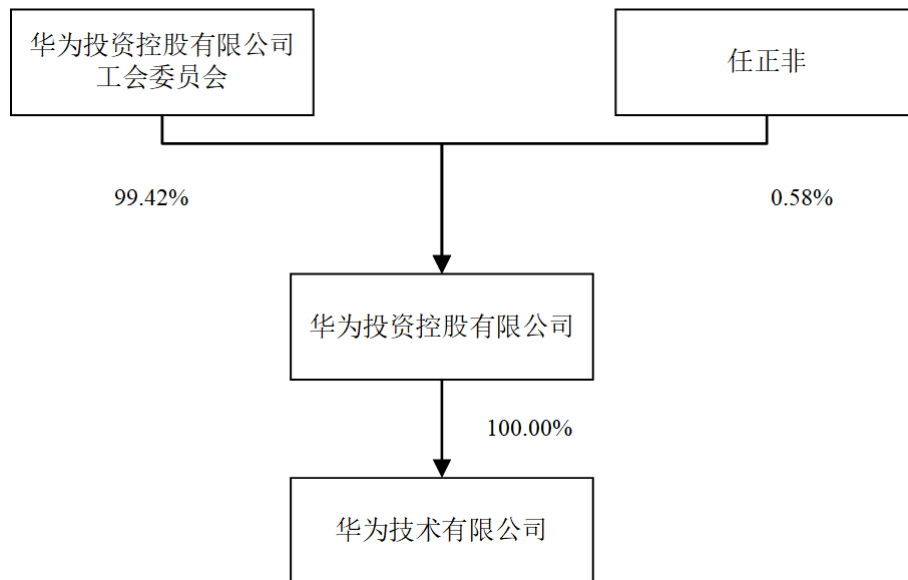 华为投资控股有限公司
工会委员会
任正非
99.42%
0.58%
华为投资控股有限公司
100.00%
华为技术有限公司